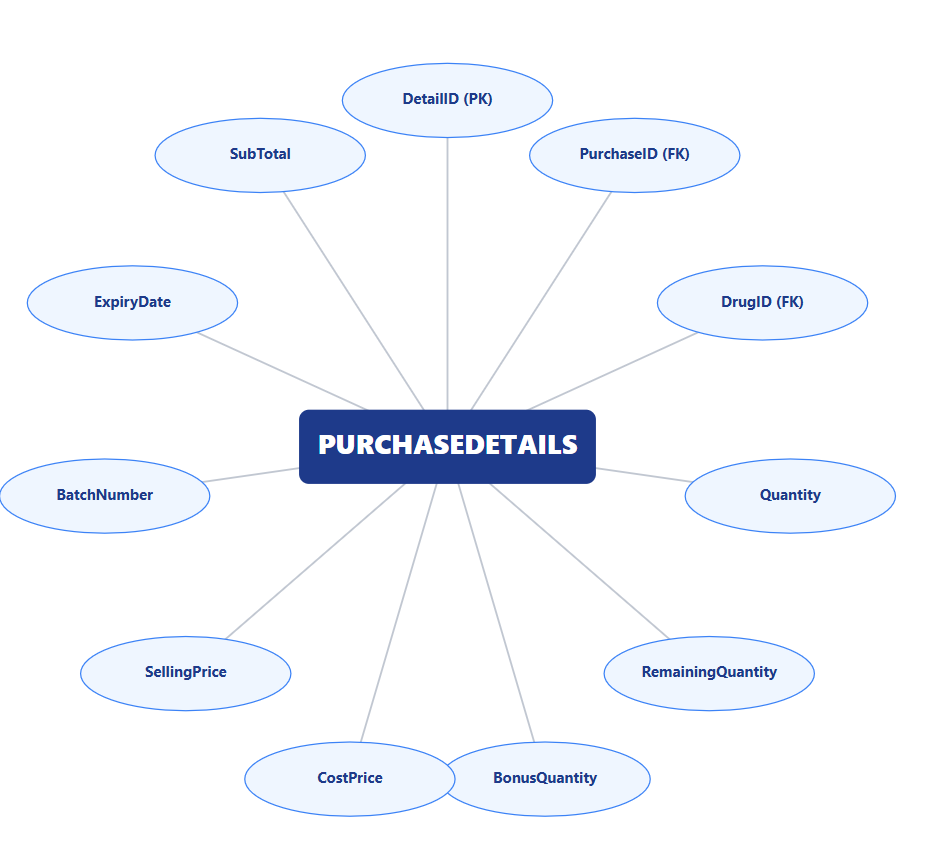 DetailID (PK)
SubTotal
PurchaseID (FK)
ExpiryDate
DrugID (FK)
PURCHASEDETAILS
BatchNumber
Quantity
SellingPrice
RemainingQuantity
CostPrice
BonusQuantity